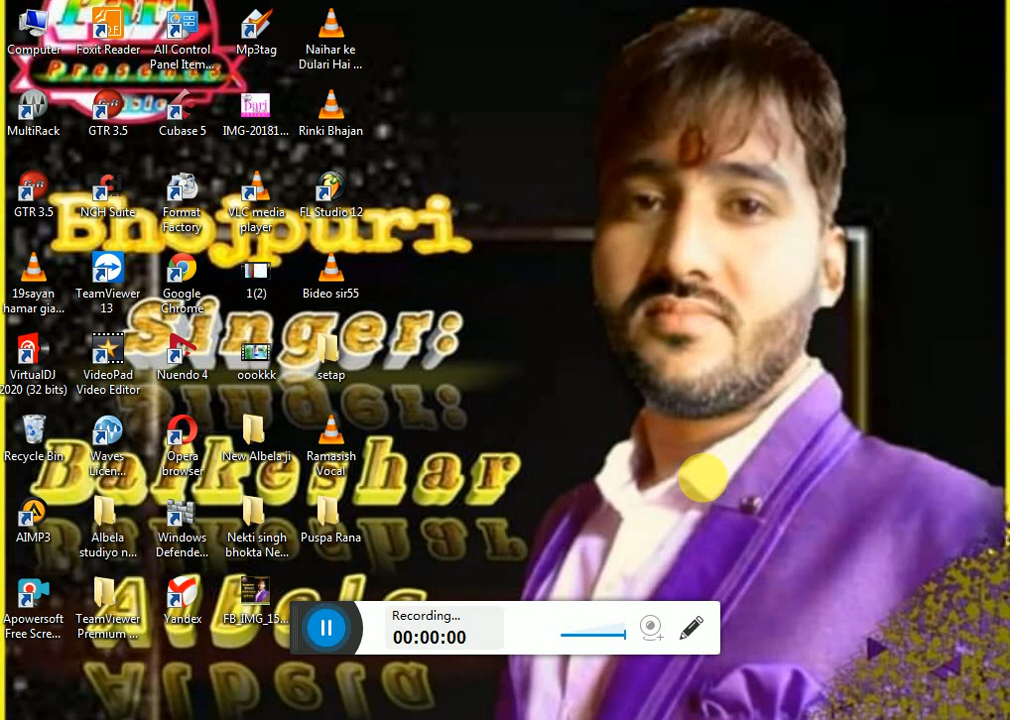 Presents
Computer
Foxit Reader
All Control
Panel Item...
Mp3tag
Naihar ke
Dulari Hai ...
MultiRack
GTR 3.5
Cubase 5
IMG-20181...
Rinki Bhajan
GTR 3.5
NCH Suite
Format
Factory
VLC media
player
FL Studio 12
Bhojpuri
19sayan
hamar gia...
TeamViewer
13
Google
Chrome
1(2)
Bideo sir55
Singer:
VirtualDJ
2020 (32 bits)
VideoPad
Video Editor
Nuendo 4
oookkk
setap
Recycle Bin
Waves
Licen...
Opera
browser
New Albela ji
Ramasish
Vocal
Balkeshar
AIMP3
Albela
studiyo n...
Windows
Defende...
Nekti singh
bhokta Ne...
Puspa Rana
Albela
Apowersoft
Free Scre...
TeamViewer
Premium ...
Yandex
FB_IMG_15...
Recording...
00:00:00